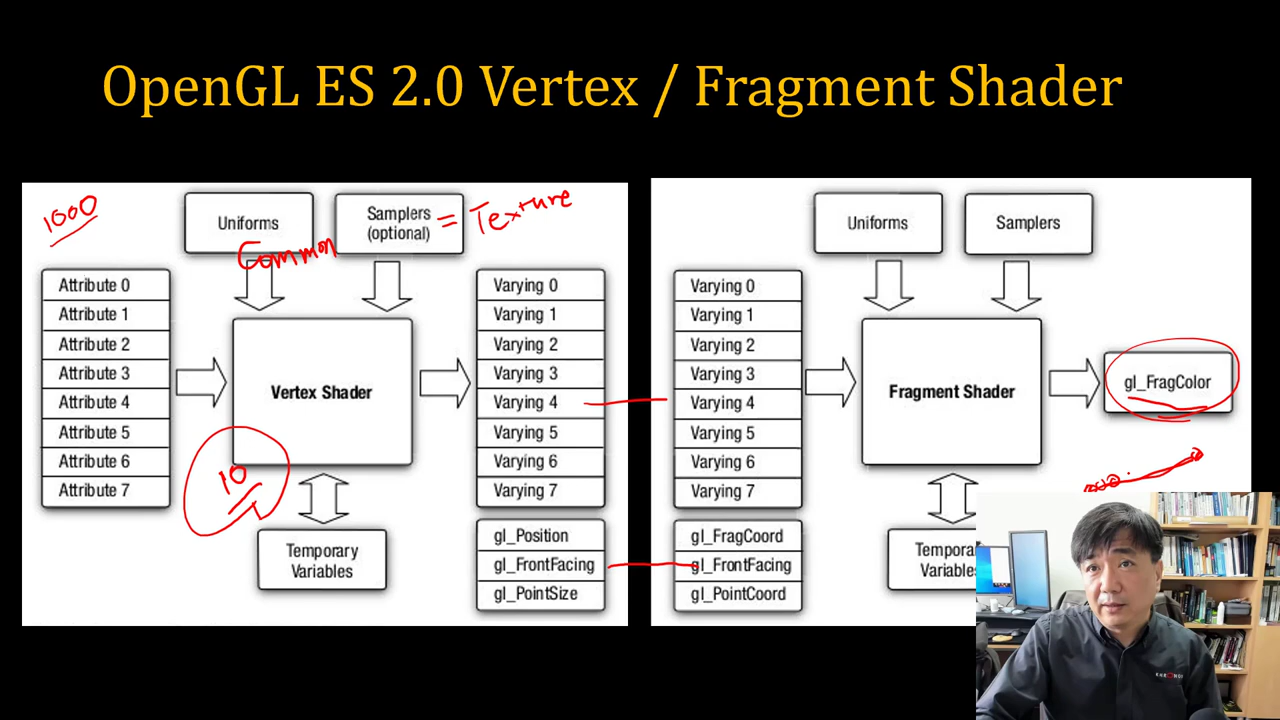 OpenGL ES 2.0 Vertex / Fragment Shader
1000
Uniforms
Common
Samplers
(optional)
= Texture
Attribute 0
Attribute 1
Attribute 2
Attribute 3
Attribute 4
Attribute 5
Attribute 6
Attribute 7
Vertex Shader
10
Temporary
Variables
Varying 0
Varying 1
Varying 2
Varying 3
Varying 4
Varying 5
Varying 6
Varying 7
gl_Position
gl_FrontFacing
gl_PointSize
Uniforms
Samplers
Varying 0
Varying 1
Varying 2
Varying 3
Varying 4
Varying 5
Varying 6
Varying 7
gl_FragCoord
gl_FrontFacing
gl_PointCoord
Fragment Shader
Tempora
Variables
gl_FragColor